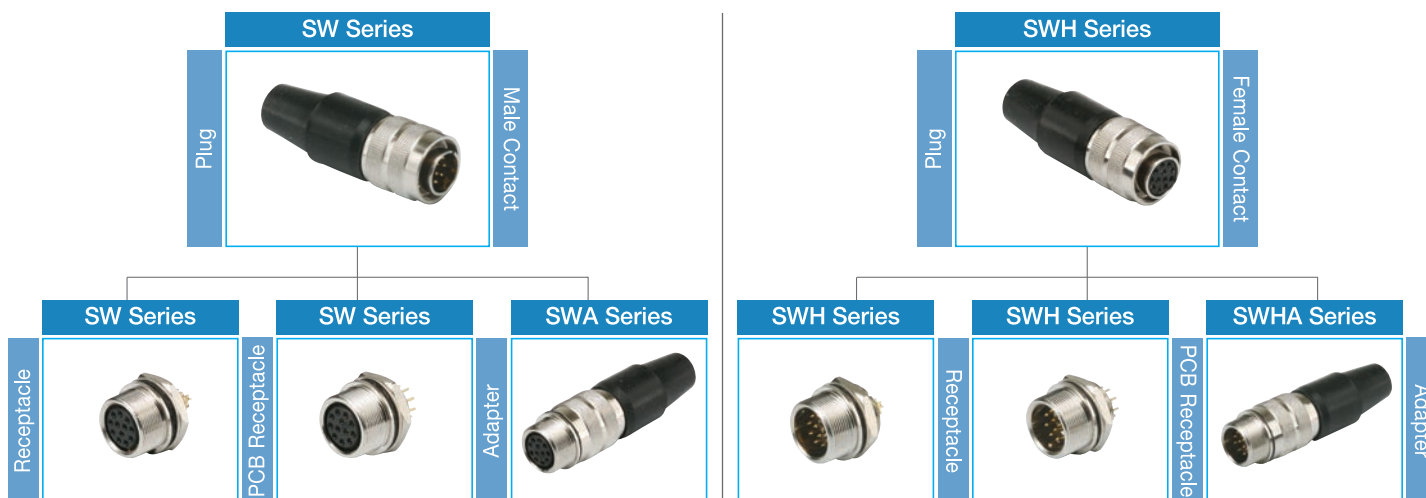 SW Series
Plug
Male Contact
SW Series
Receptacle
SW Series
PCB Receptacle
SWA Series
Adapter
SWH Series
Plug
Female Contact
SWH Series
Receptacle
SWH Series
PCB Receptacle
SWHA Series
Adapter